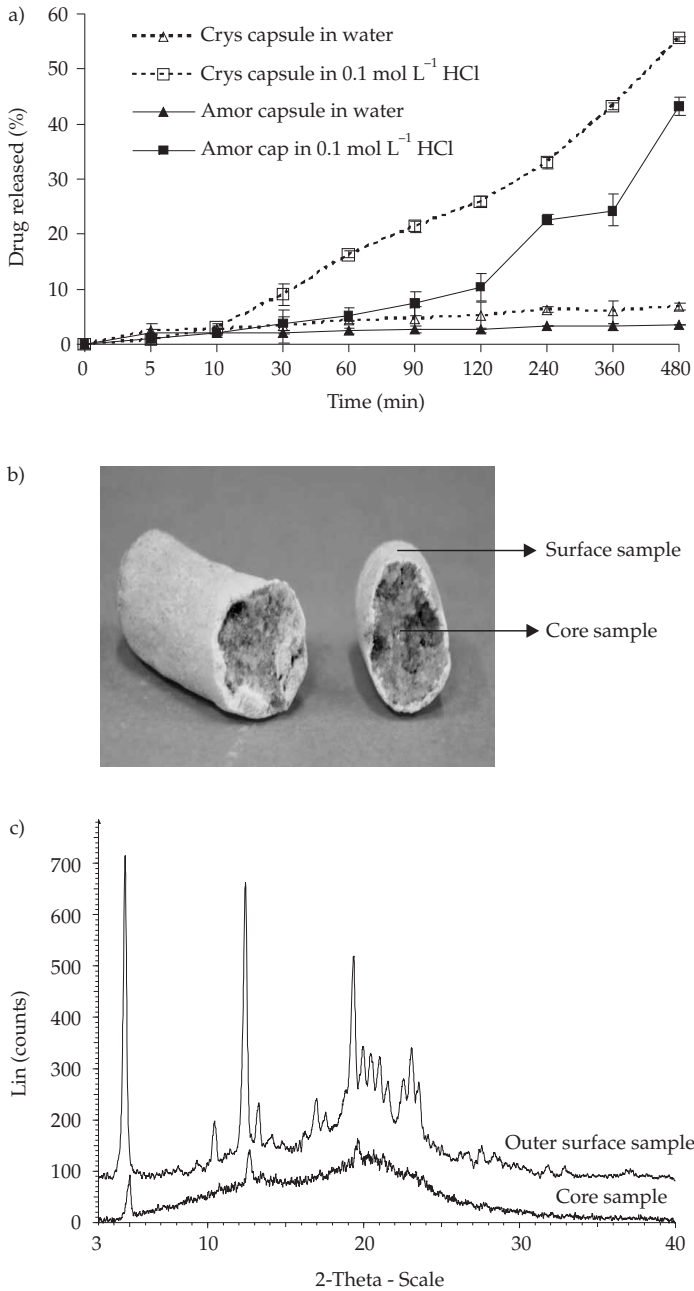 a)
Crys capsule in water
Crys capsule in 0.1 mol L⁻¹ HCl
Amor capsule in water
Amor cap in 0.1 mol L⁻¹ HCl
Drug released (%)
60
50
40
30
20
10
0
0 5 10 30 60 90 120 240 360 480
Time (min)
b)
Surface sample
Core sample
c)
Lin (counts)
700
600
500
400
300
200
100
0
Outer surface sample
Core sample
3 10 20 30 40
2-Theta - Scale